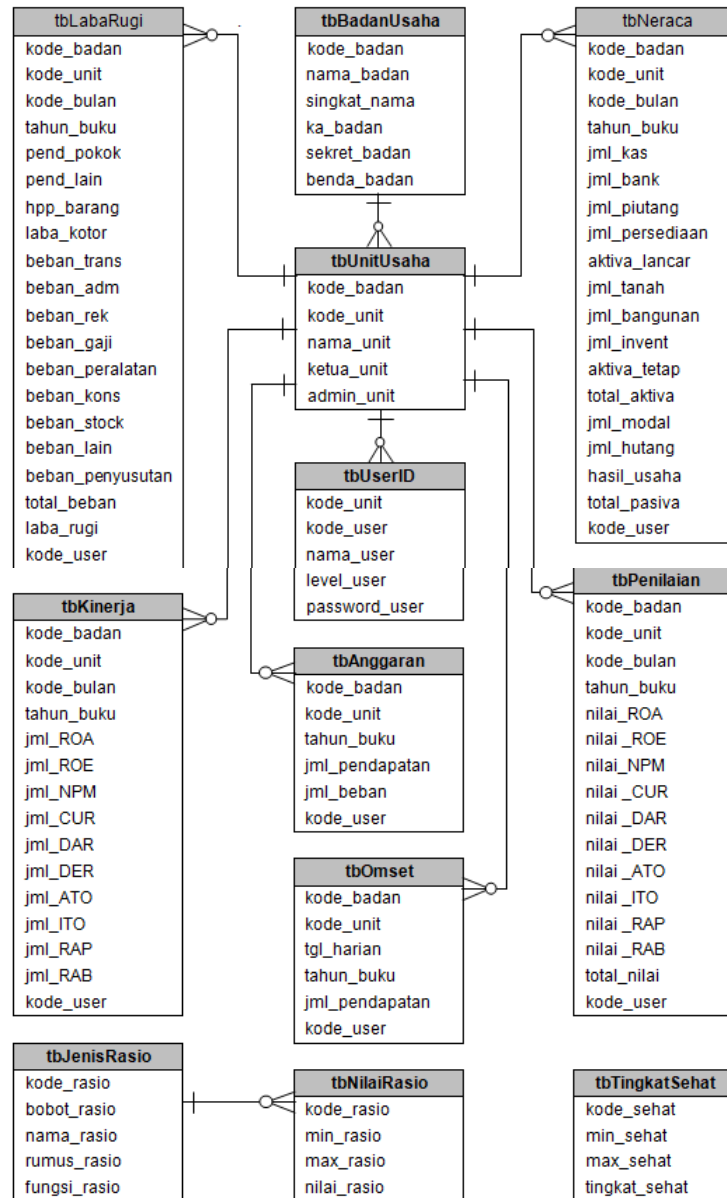 tbLabaRugi
kode_badan
kode_unit
kode_bulan
tahun_buku
pend_pokok
pend_lain
hpp_barang
laba_kotor
beban_trans
beban_adm
beban_rek
beban_gaji
beban_peralatan
beban_kons
beban_stock
beban_lain
beban_penyusutan
total_beban
laba_rugi
kode_user
tbBadanUsaha
kode_badan
nama_badan
singkat_nama
ka_badan
sekret_badan
benda_badan
tbNeraca
kode_badan
kode_unit
kode_bulan
tahun_buku
jml_kas
jml_bank
jml_piutang
jml_persediaan
aktiva_lancar
jml_tanah
jml_bangunan
jml_invent
aktiva_tetap
total_aktiva
jml_modal
jml_hutang
hasil_usaha
total_pasiva
kode_user
tbUnitUsaha
kode_badan
kode_unit
nama_unit
ketua_unit
admin_unit
tbUserID
kode_unit
kode_user
nama_user
level_user
password_user
tbKinerja
kode_badan
kode_unit
kode_bulan
tahun_buku
jml_ROA
jml_ROE
jml_NPM
jml_CUR
jml_DAR
jml_DER
jml_ATO
jml_ITO
jml_RAP
jml_RAB
kode_user
tbAnggaran
kode_badan
kode_unit
tahun_buku
jml_pendapatan
jml_beban
kode_user
tbPenilaian
kode_badan
kode_unit
kode_bulan
tahun_buku
nilai_ROA
nilai _ROE
nilai_NPM
nilai _CUR
nilai _DAR
nilai _DER
nilai _ATO
nilai _ITO
nilai _RAP
nilai _RAB
total_nilai
kode_user
tbOmset
kode_badan
kode_unit
tgl_harian
tahun_buku
jml_pendapatan
kode_user
tbJenisRasio
kode_rasio
bobot_rasio
nama_rasio
rumus_rasio
fungsi_rasio
tbNilaiRasio
kode_rasio
min_rasio
max_rasio
nilai_rasio
tbTingkatSehat
kode_sehat
min_sehat
max_sehat
tingkat_sehat